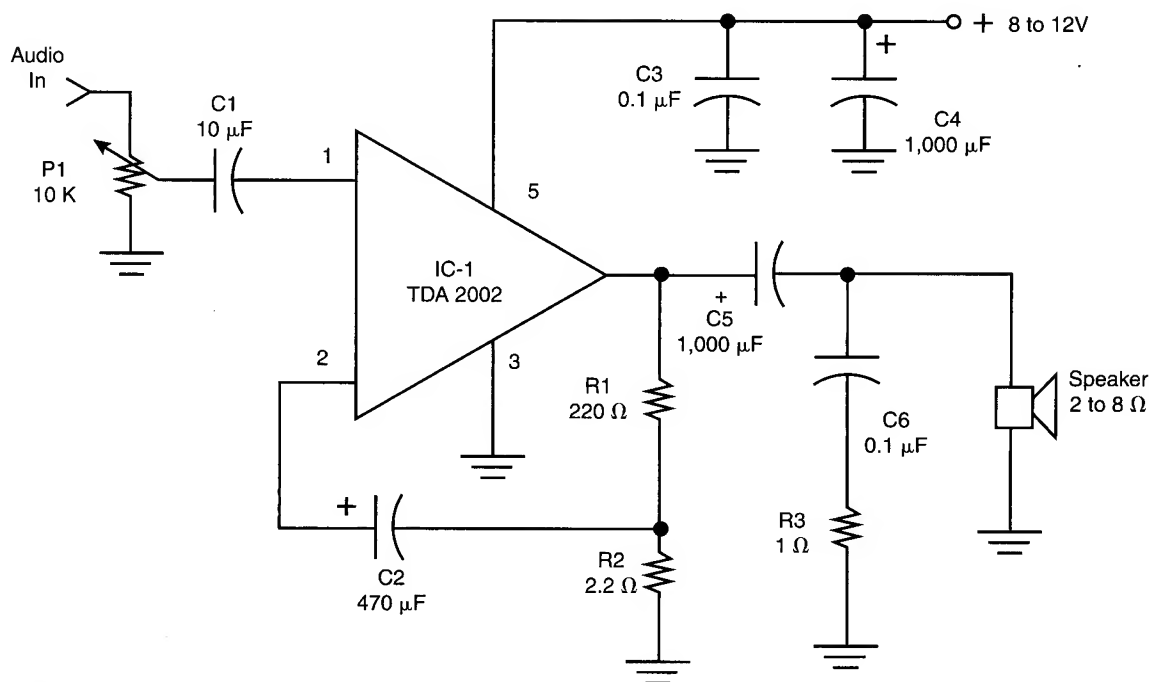 + 8 to 12V
+
Audio
In
C3
0.1 µF
C4
1,000 µF
C1
10 µF
P1
10 K
1
5
IC-1
TDA 2002
2
3
+
C5
1,000 µF
R1
220 Ω
Speaker
2 to 8 Ω
C6
0.1 µF
+
C2
470 µF
R2
2.2 Ω
R3
1 Ω